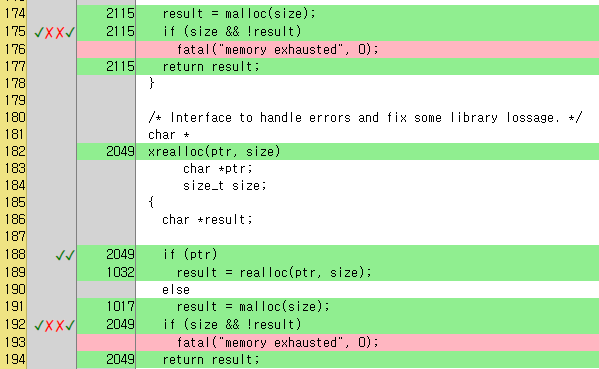 174 2115 result = malloc(size);
175 ✓✗✗✓ 2115 if (size && !result)
176 fatal("memory exhausted", 0);
177 2115 return result;
178 }
179
180 /* Interface to handle errors and fix some library lossage. */
181 char *
182 2049 xrealloc(ptr, size)
183 char *ptr;
184 size_t size;
185 {
186 char *result;
187
188 ✓✓ 2049 if (ptr)
189 1032 result = realloc(ptr, size);
190 else
191 1017 result = malloc(size);
192 ✓✗✗✓ 2049 if (size && !result)
193 fatal("memory exhausted", 0);
194 2049 return result;